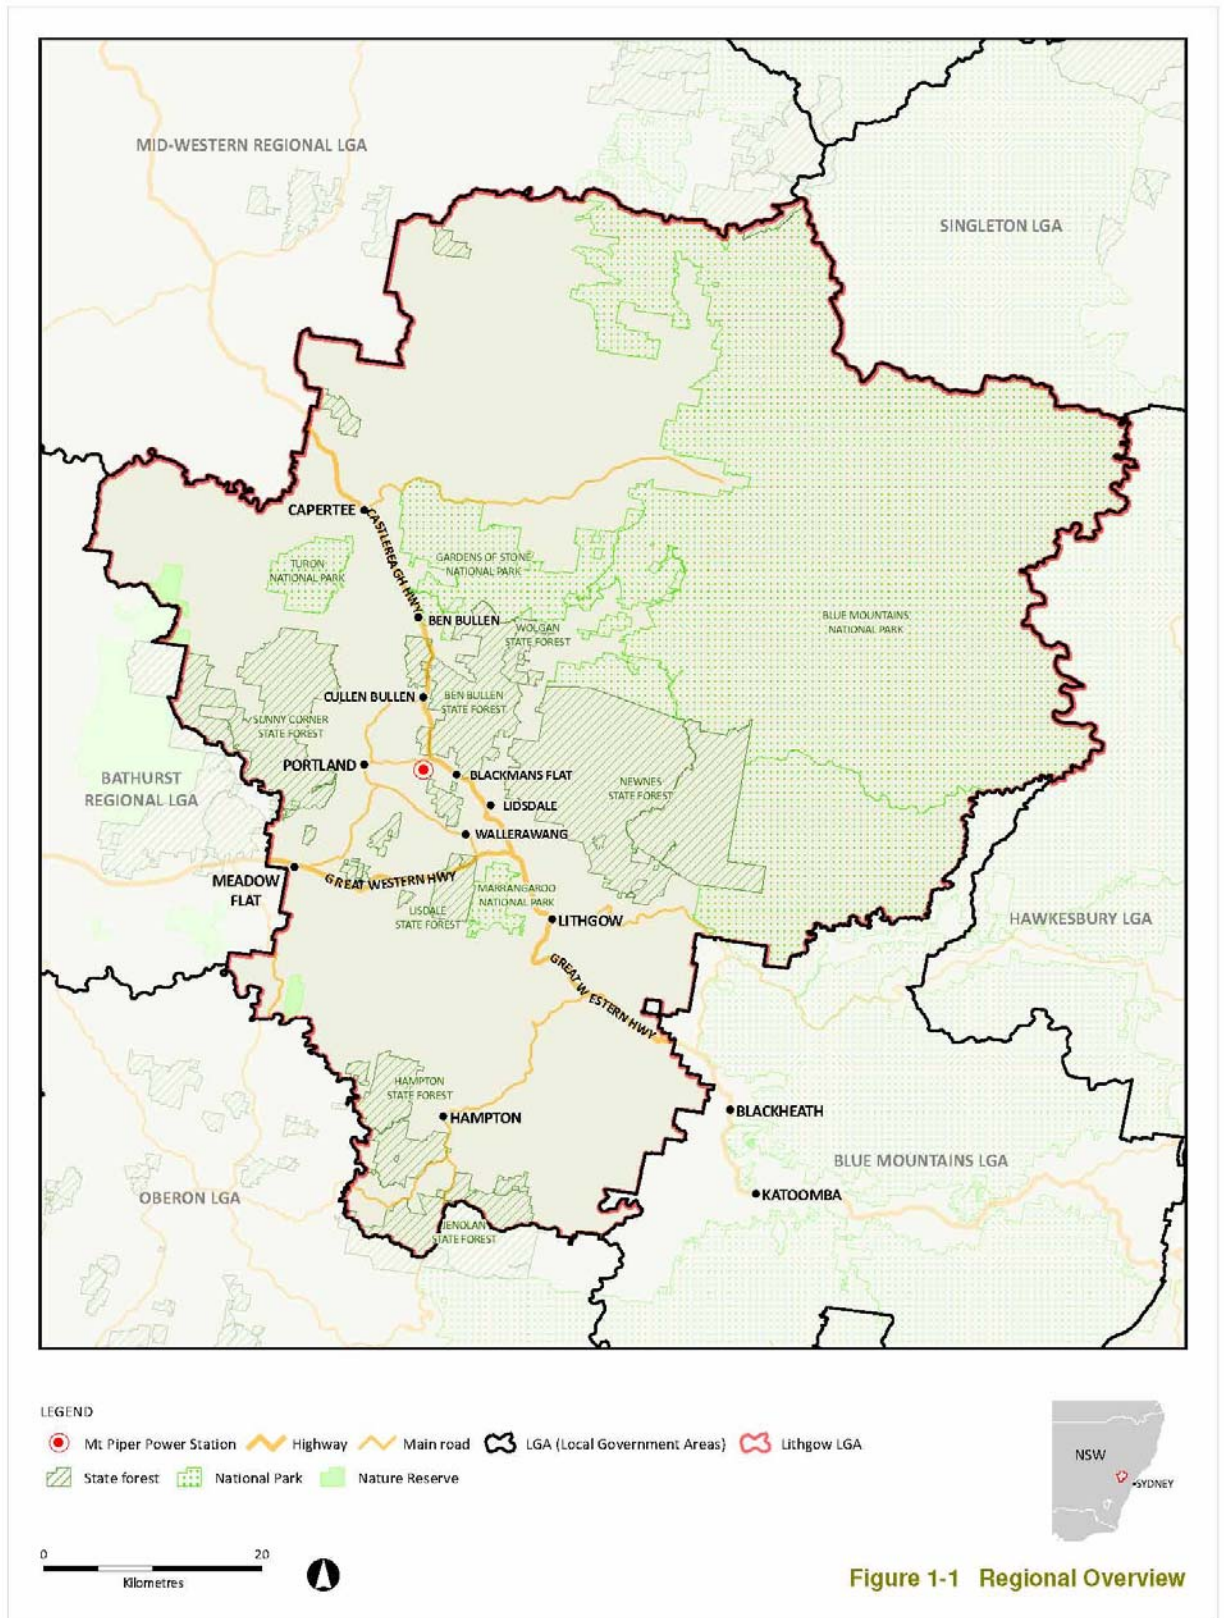 MID-WESTERN REGIONAL LGA
SINGLETON LGA
CAPERTEE
CASTLEREAGH HWY
TURON
NATIONAL PARK
GARDENS OF STONE
NATIONAL PARK
BEN BULLEN
WOLGAN
STATE FOREST
BLUE MOUNTAINS
NATIONAL PARK
CULLEN BULLEN
BEN BULLEN
STATE FOREST
SUNNY CORNER
STATE FOREST
PORTLAND
BLACKMANS FLAT
BATHURST
REGIONAL LGA
NEWNES
STATE FOREST
LIDSDALE
WALLERAWANG
MEADOW
FLAT
GREAT WESTERN HWY
MARRANGAROO
NATIONAL PARK
LISDALE
STATE FOREST
LITHGOW
HAWKESBURY LGA
GREAT WESTERN HWY
HAMPTON
STATE FOREST
HAMPTON
BLACKHEATH
BLUE MOUNTAINS LGA
OBERON LGA
KATOOMBA
JENOLAN
STATE FOREST
LEGEND
Mt Piper Power Station Highway Main road LGA (Local Government Areas) Lithgow LGA
State forest National Park Nature Reserve
NSW
SYDNEY
0 20
Kilometres
Figure 1-1 Regional Overview